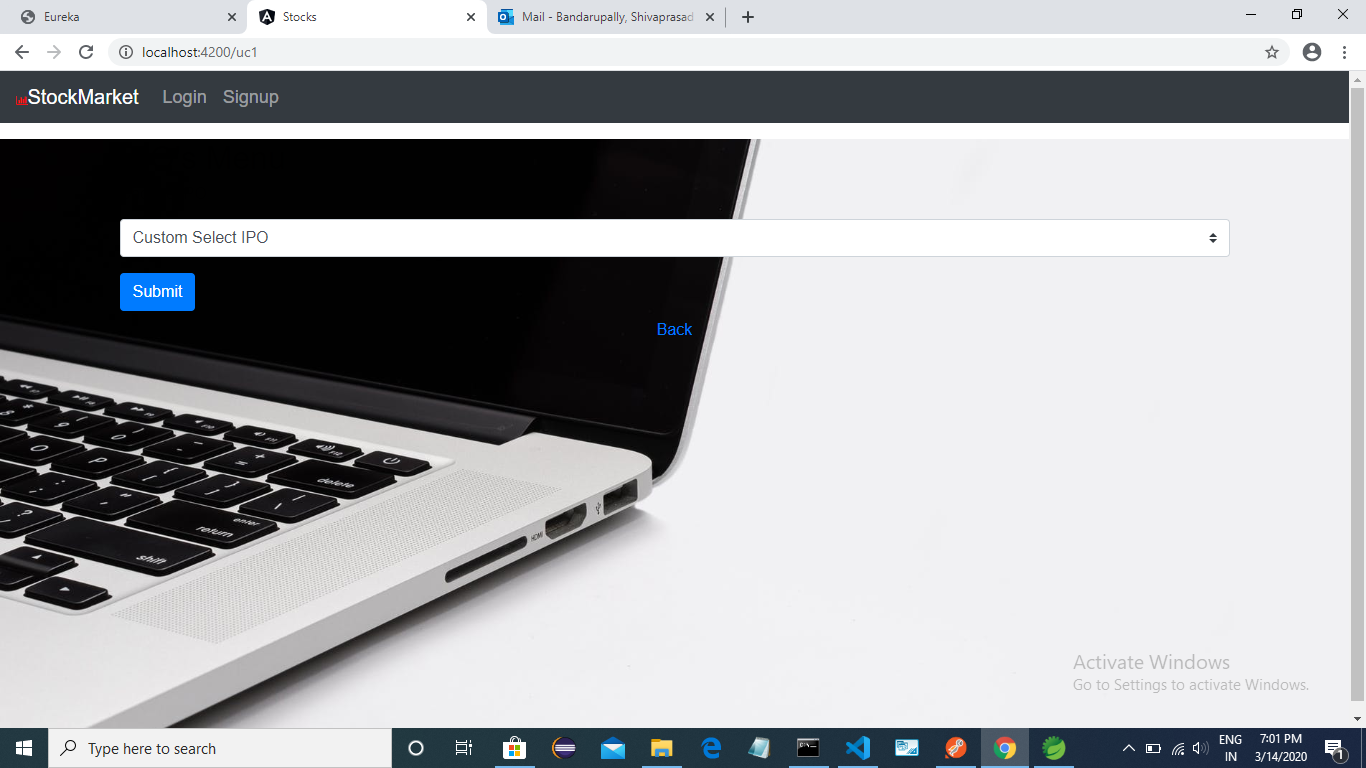 Eureka
Stocks
Mail - Bandarupally, Shivaprasad
localhost:4200/uc1
StockMarket Login Signup
Custom Select IPO
Submit
Back
delete
enter
return
shift
HDMI
Activate Windows
Go to Settings to activate Windows.
Type here to search
ENG
IN
7:01 PM
3/14/2020
1